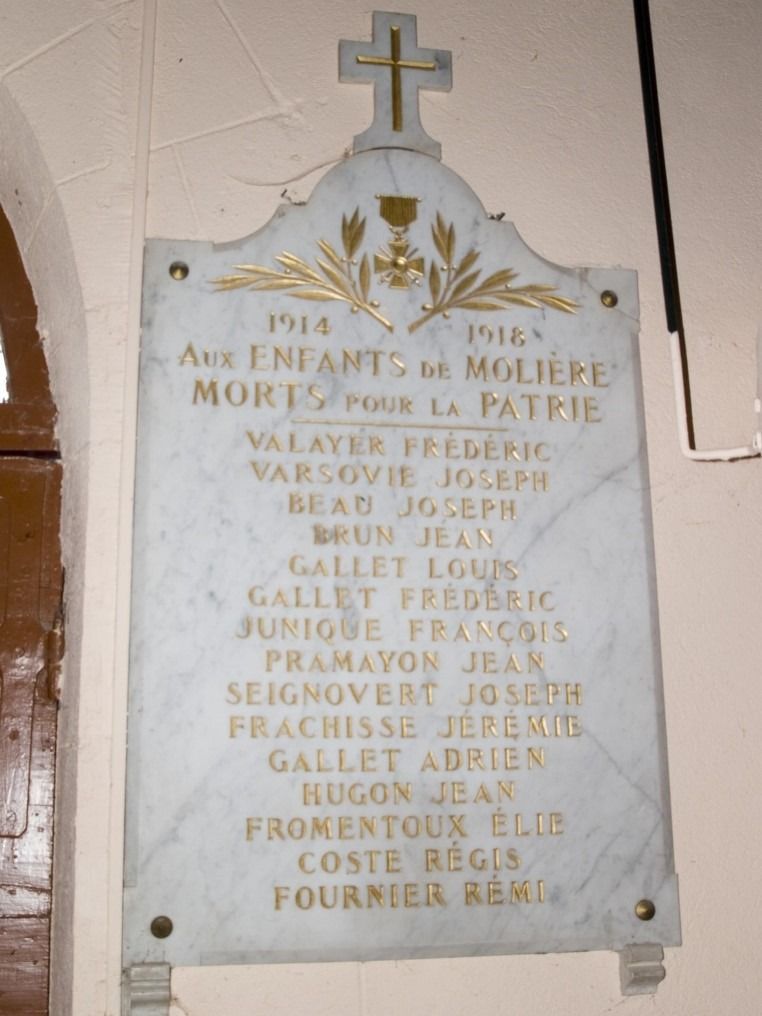 1914 1918
AUX ENFANTS DE MOLIÈRE
MORTS POUR LA PATRIE
VALAYER FRÉDÉRIC
VARSOVIE JOSEPH
BEAU JOSEPH
BRUN JEAN
GALLET LOUIS
GALLET FRÉDÉRIC
JUNIQUE FRANÇOIS
PRAMAYON JEAN
SEIGNOVERT JOSEPH
FRACHISSE JÉRÉMIE
GALLET ADRIEN
HUGON JEAN
FROMENTOUX ÉLIE
COSTE RÉGIS
FOURNIER RÉMI